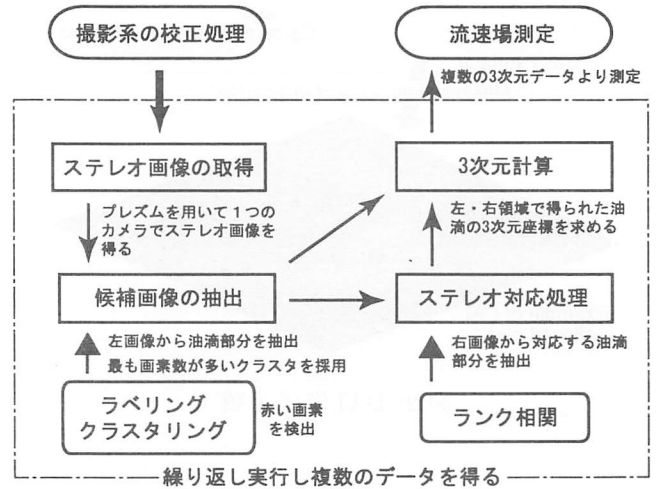 撮影系の校正処理
流速場測定
複数の3次元データより測定
ステレオ画像の取得
3次元計算
プレズムを用いて1つの
カメラでステレオ画像を
得る
左・右領域で得られた油
滴の3次元座標を求める
候補画像の抽出
ステレオ対応処理
左画像から油滴部分を抽出
最も画素数が多いクラスタを採用
右画像から対応する油滴
部分を抽出
ラベリング
クラスタリング
赤い画素
を検出
ランク相関
繰り返し実行し複数のデータを得る